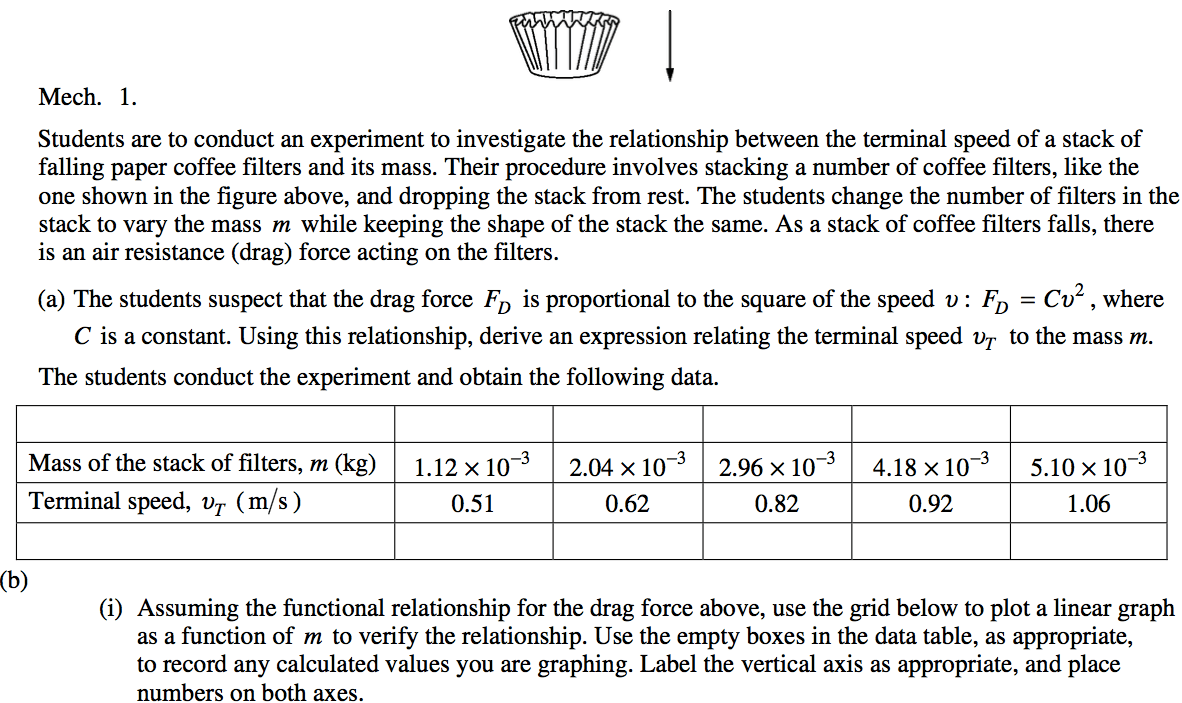 Mech. 1.
Students are to conduct an experiment to investigate the relationship between the terminal speed of a stack of
falling paper coffee filters and its mass. Their procedure involves stacking a number of coffee filters, like the
one shown in the figure above, and dropping the stack from rest. The students change the number of filters in the
stack to vary the mass m while keeping the shape of the stack the same. As a stack of coffee filters falls, there
is an air resistance (drag) force acting on the filters.
(a) The students suspect that the drag force F_D is proportional to the square of the speed υ: F_D = Cυ², where
C is a constant. Using this relationship, derive an expression relating the terminal speed υ_T to the mass m.
The students conduct the experiment and obtain the following data.
Mass of the stack of filters, m (kg) 1.12 × 10⁻³ 2.04 × 10⁻³ 2.96 × 10⁻³ 4.18 × 10⁻³ 5.10 × 10⁻³
Terminal speed, υ_T (m/s) 0.51 0.62 0.82 0.92 1.06
(b)
(i) Assuming the functional relationship for the drag force above, use the grid below to plot a linear graph
as a function of m to verify the relationship. Use the empty boxes in the data table, as appropriate,
to record any calculated values you are graphing. Label the vertical axis as appropriate, and place
numbers on both axes.